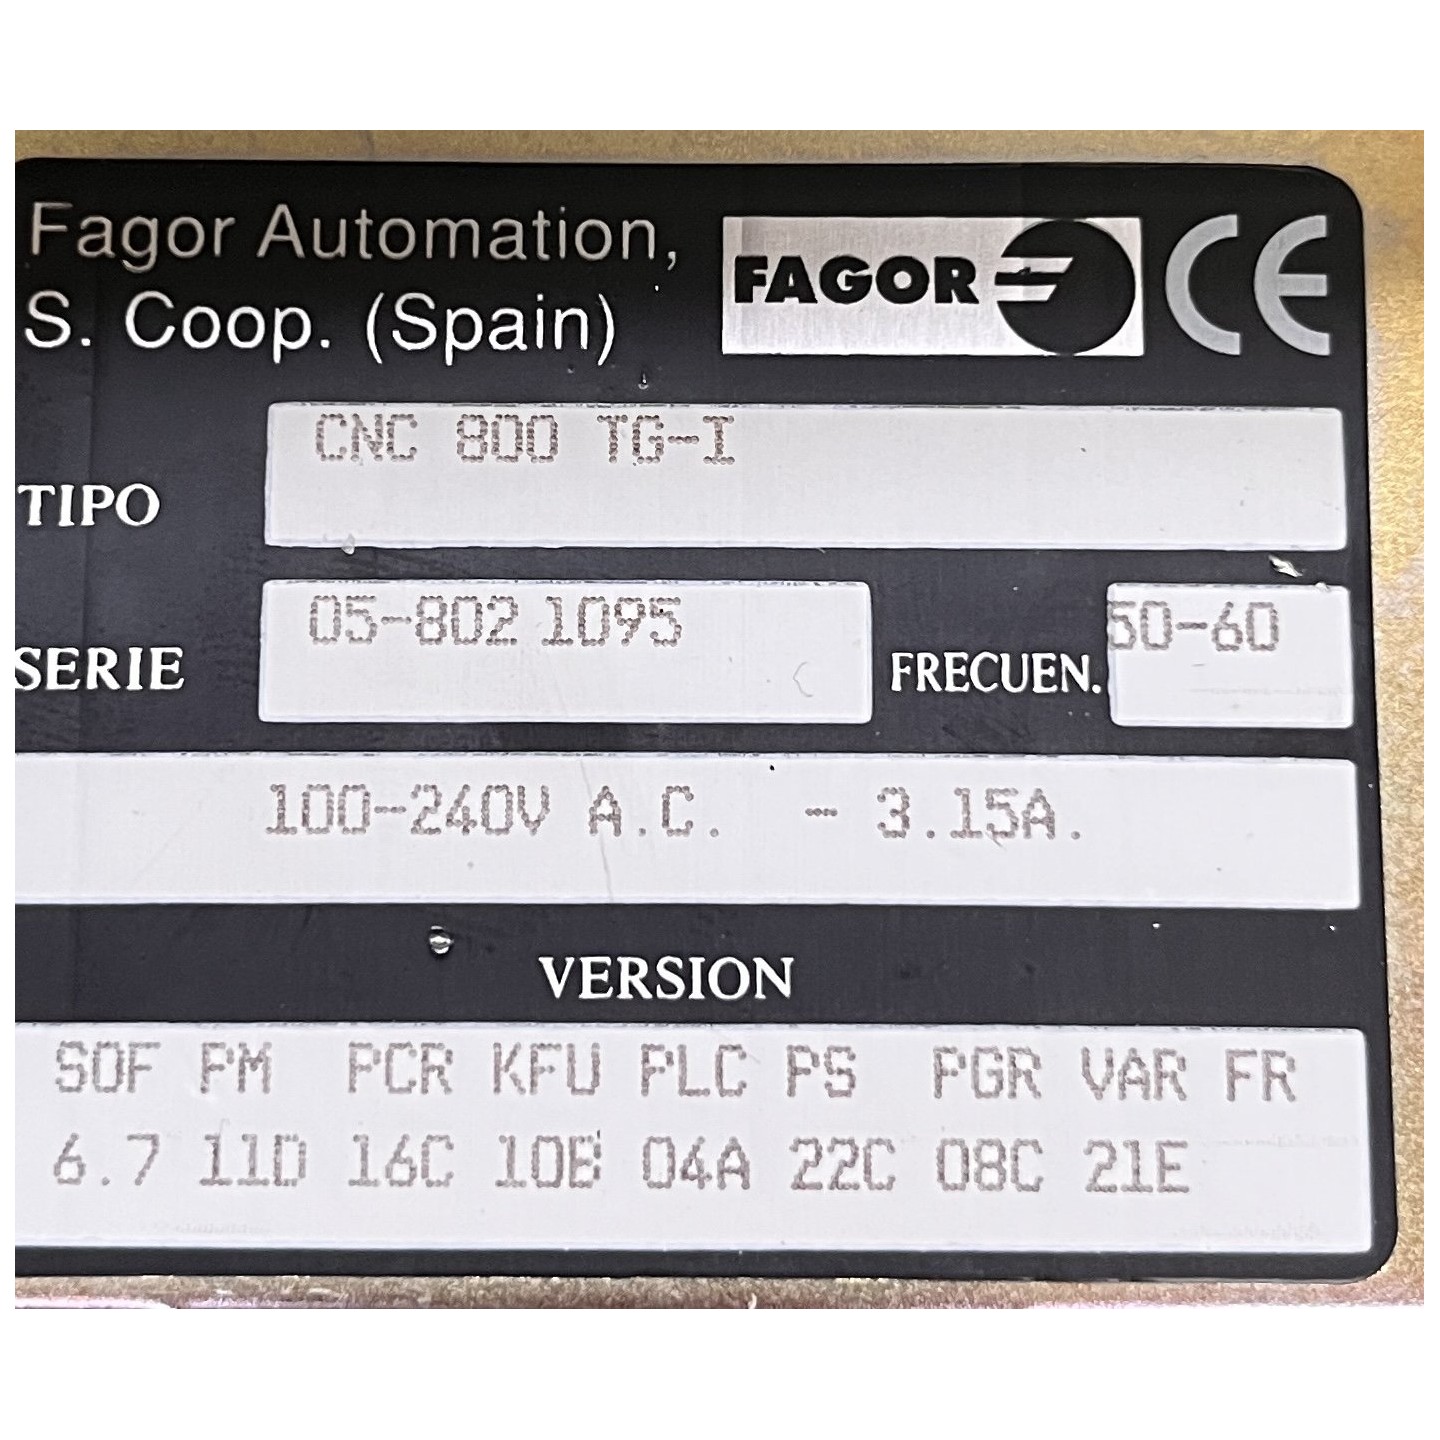 Fagor Automation,
S. Coop. (Spain)
FAGOR
CE
TIPO
CNC 800 TG-I
SERIE
05-802 1095
FRECUEN.
50-60
100-240V A.C. - 3.15A.
VERSION
SOF PM PCR KFU PLC PS PGR VAR FR
6.7 11D 16C 10B 04A 22C 08C 21E